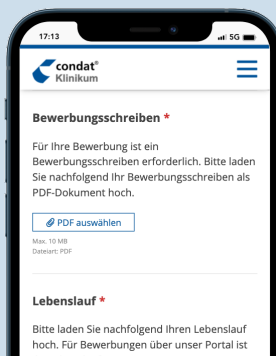 17:13
5G
condat®
Klinikum
Bewerbungsschreiben *
Für Ihre Bewerbung ist ein
Bewerbungsschreiben erforderlich. Bitte laden
Sie nachfolgend Ihr Bewerbungsschreiben als
PDF-Dokument hoch.
PDF auswählen
Max. 10 MB
Dateiart: PDF
Lebenslauf *
Bitte laden Sie nachfolgend Ihren Lebenslauf
hoch. Für Bewerbungen über unser Portal ist